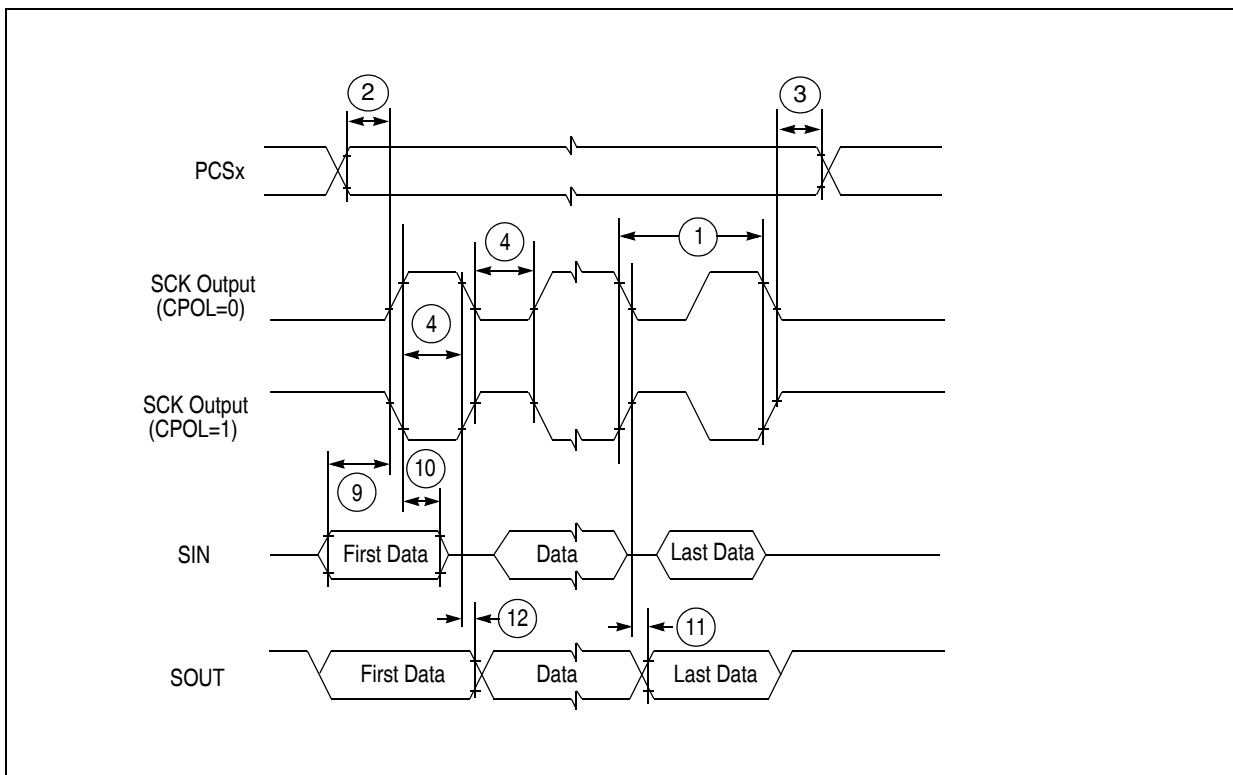 2
3
PCSx
4
1
SCK Output
(CPOL=0)
4
SCK Output
(CPOL=1)
9
10
SIN
First Data
Data
Last Data
12
11
SOUT
First Data
Data
Last Data